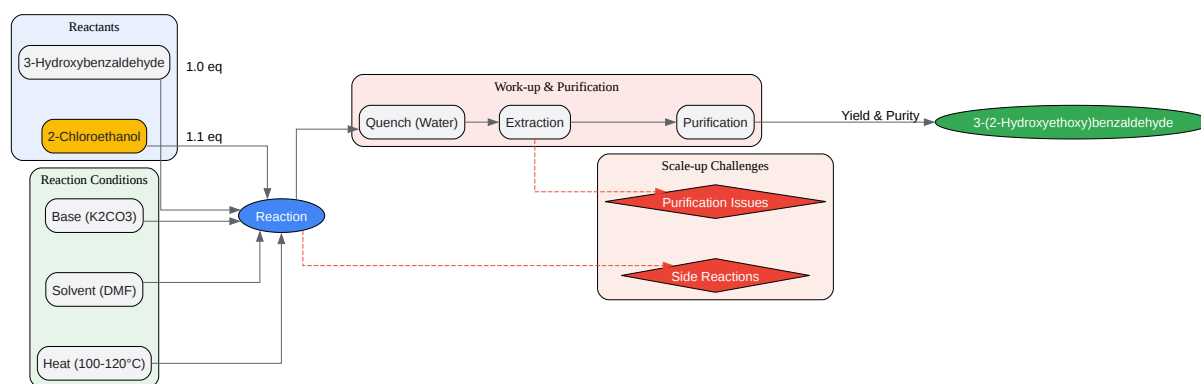 Reactants
3-Hydroxybenzaldehyde
1.0 eq
2-Chloroethanol
1.1 eq
Reaction Conditions
Base (K2CO3)
Solvent (DMF)
Heat (100-120°C)
Reaction
Work-up & Purification
Quench (Water)
Extraction
Purification
Scale-up Challenges
Purification Issues
Side Reactions
Yield & Purity
3-(2-Hydroxyethoxy)benzaldehyde